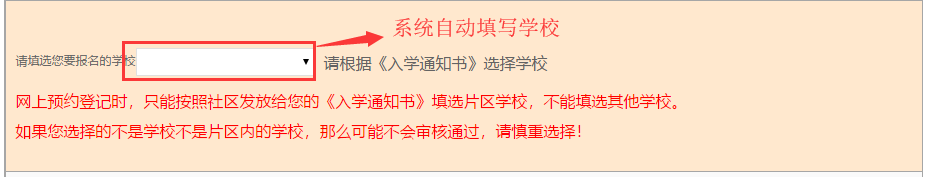 系统自动填写学校
请填选您要报名的学校
请根据《入学通知书》选择学校
网上预约登记时，只能按照社区发放给您的《入学通知书》填选片区学校，不能填选其他学校。
如果您选择的不是学校不是片区内的学校，那么可能不会审核通过，请慎重选择！